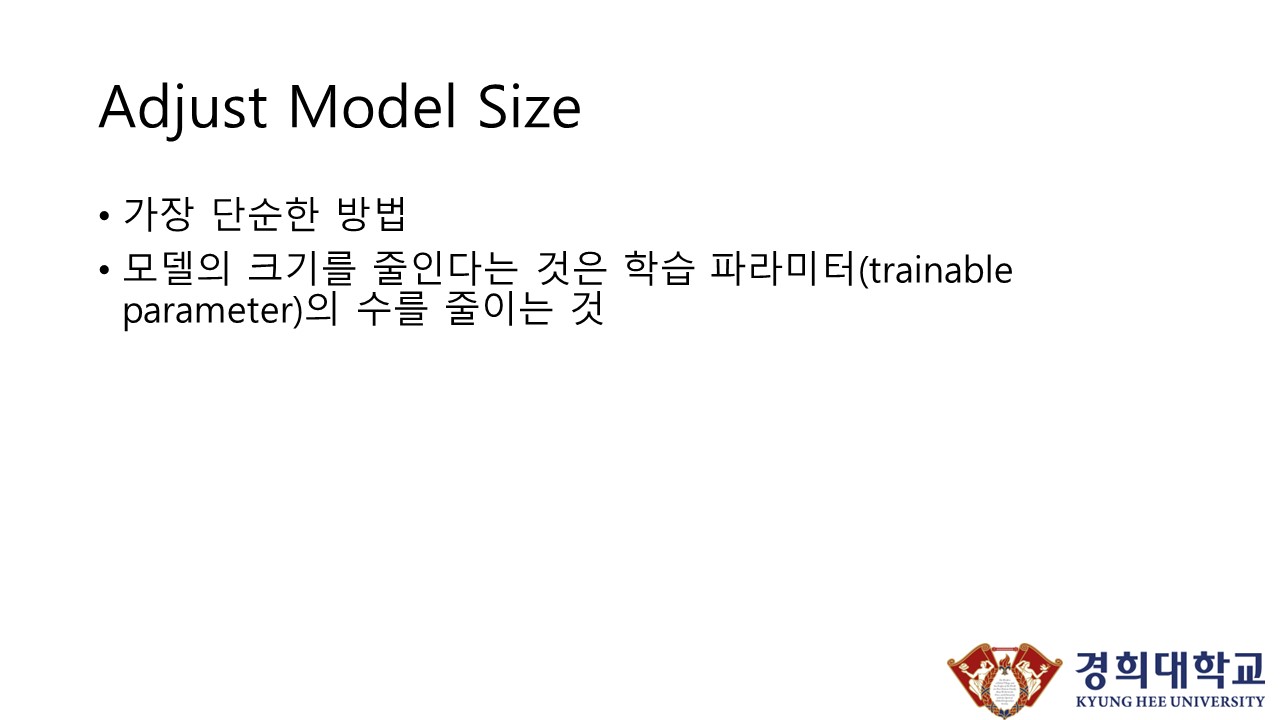 Adjust Model Size
• 가장 단순한 방법
• 모델의 크기를 줄인다는 것은 학습 파라미터(trainable
parameter)의 수를 줄이는 것
경희대학교
KYUNG HEE UNIVERSITY